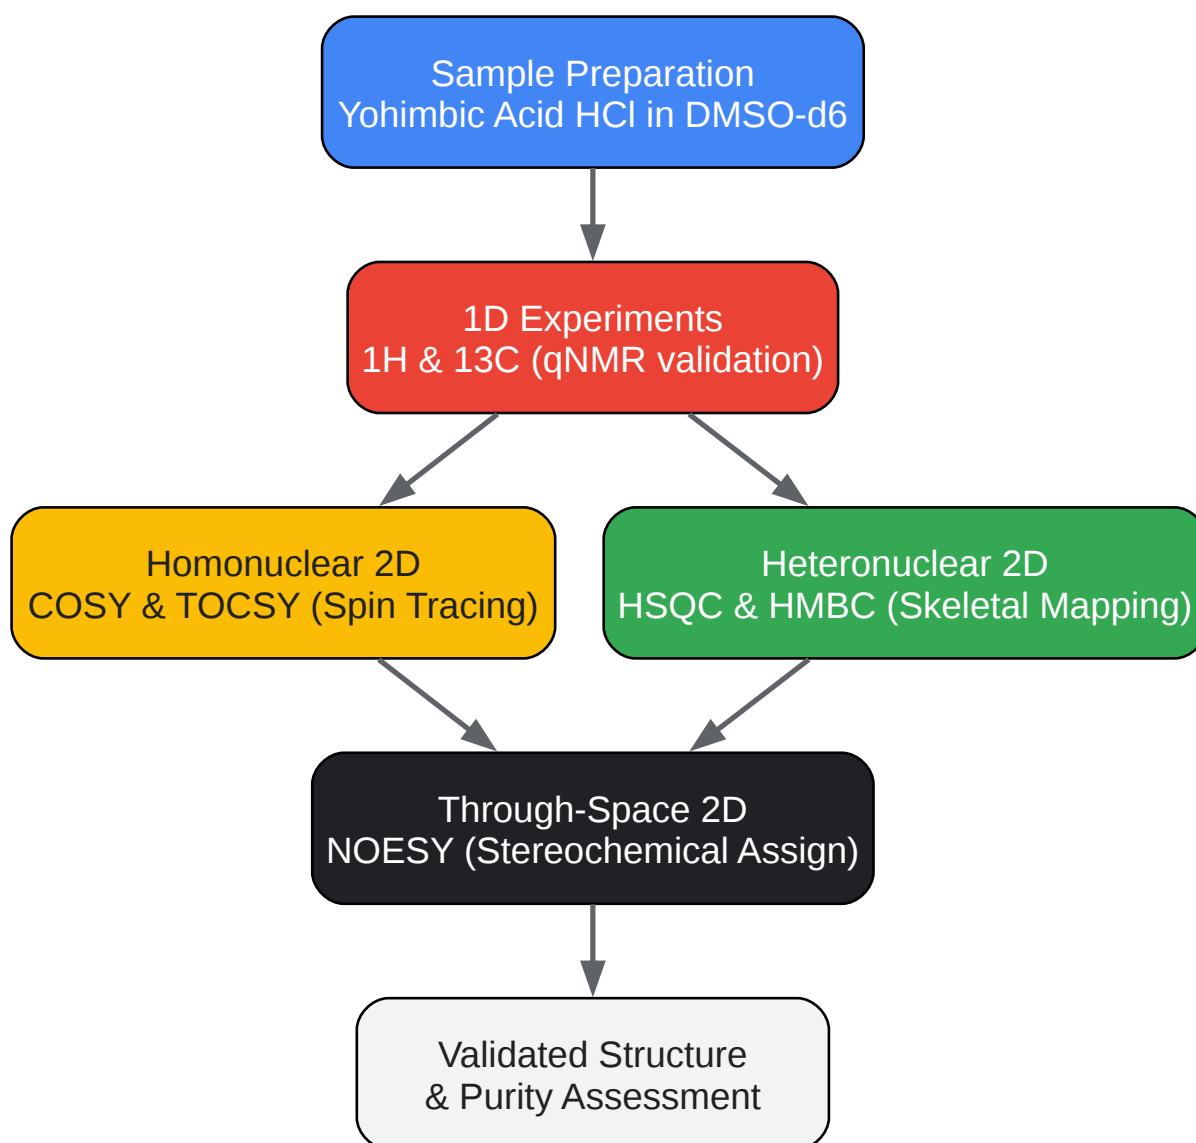 Sample Preparation
Yohimbic Acid HCl in DMSO-d6
1D Experiments
1H & 13C (qNMR validation)
Homonuclear 2D
COSY & TOCSY (Spin Tracing)
Heteronuclear 2D
HSQC & HMBC (Skeletal Mapping)
Through-Space 2D
NOESY (Stereochemical Assign)
Validated Structure
& Purity Assessment